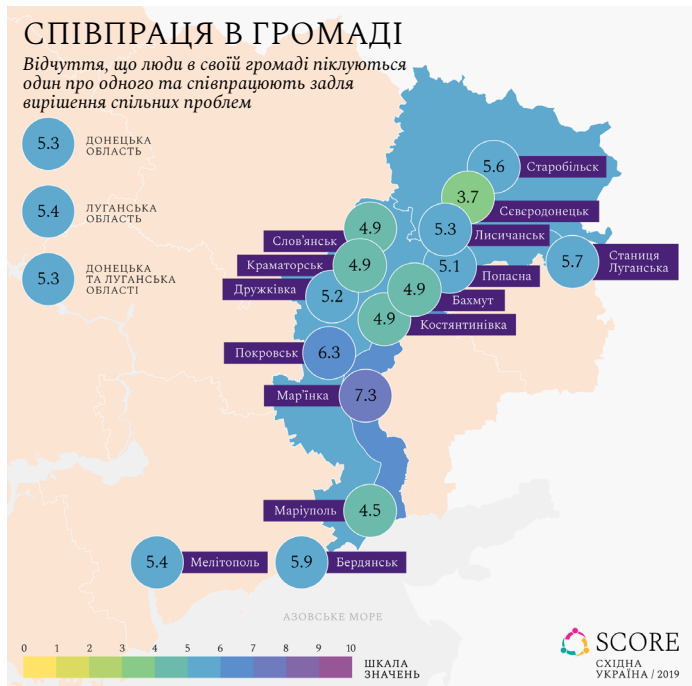 СПІВПРАЦЯ В ГРОМАДІ
Відчуття, що люди в своїй громаді піклуються
один про одного та співпрацюють задля
вирішення спільних проблем
5.3 ДОНЕЦЬКА
ОБЛАСТЬ
5.4 ЛУГАНСЬКА
ОБЛАСТЬ
5.3 ДОНЕЦЬКА
ТА ЛУГАНСЬКА
ОБЛАСТІ
5.6 Старобільск
3.7 Сєвєродонецьк
Слов'янськ 4.9
5.3 Лисичанськ
Краматорськ 4.9
5.1 Попасна
5.7 Станиця
Луганська
Дружківка 5.2
4.9 Бахмут
4.9 Костянтинівка
Покровськ 6.3
Мар'їнка 7.3
Маріуполь 4.5
5.4 Мелітополь
5.9 Бердянськ
АЗОВСЬКЕ МОРЕ
0 1 2 3 4 5 6 7 8 9 10
ШКАЛА
ЗНАЧЕНЬ
SCORE
СХІДНА
УКРАЇНА / 2019